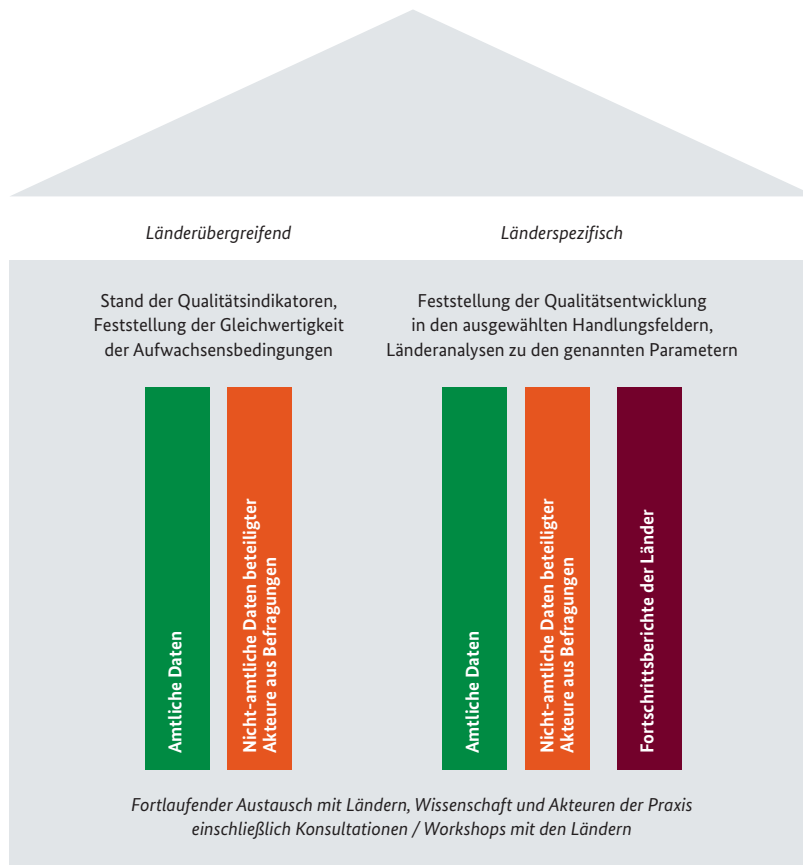 Länderübergreifend
Länderspezifisch
Stand der Qualitätsindikatoren,
Feststellung der Gleichwertigkeit
der Aufwachsensbedingungen
Feststellung der Qualitätsentwicklung
in den ausgewählten Handlungsfeldern,
Länderanalysen zu den genannten Parametern
Amtliche Daten
Nicht-amtliche Daten beteiligter
Akteure aus Befragungen
Amtliche Daten
Nicht-amtliche Daten beteiligter
Akteure aus Befragungen
Fortschrittsberichte der Länder
Fortlaufender Austausch mit Ländern, Wissenschaft und Akteuren der Praxis
einschließlich Konsultationen / Workshops mit den Ländern